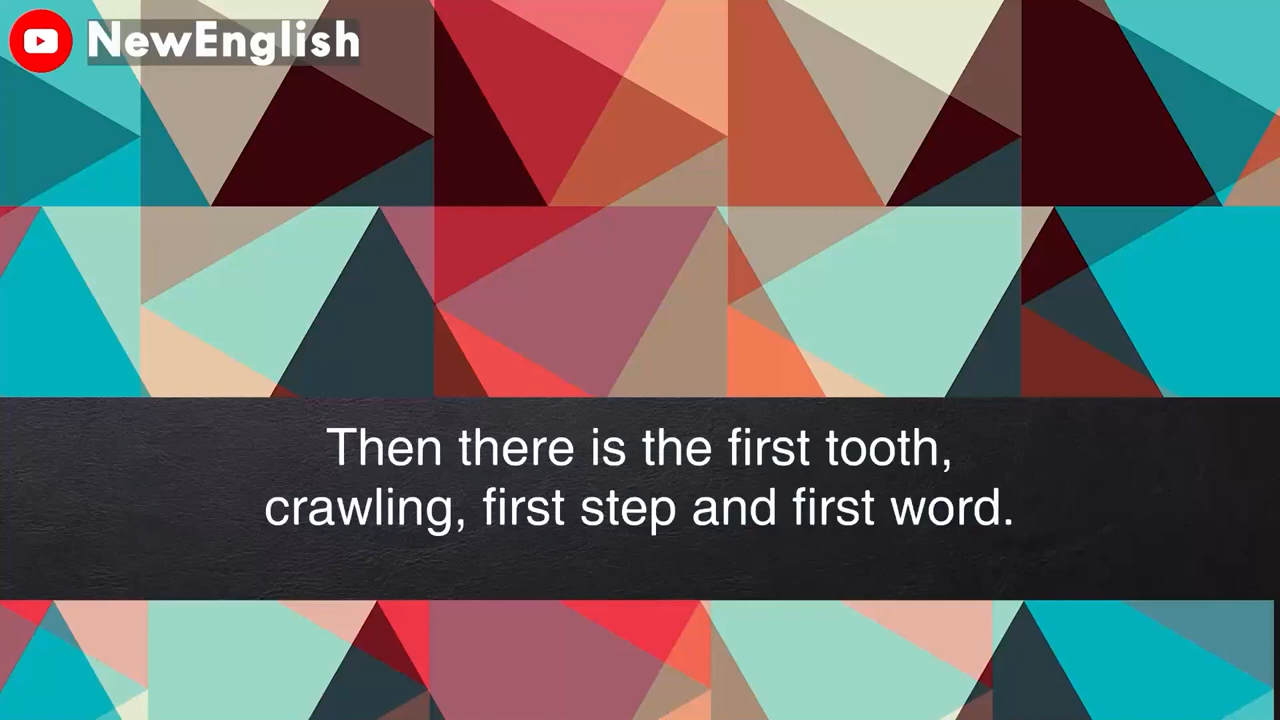 NewEnglish
Then there is the first tooth,
crawling, first step and first word.